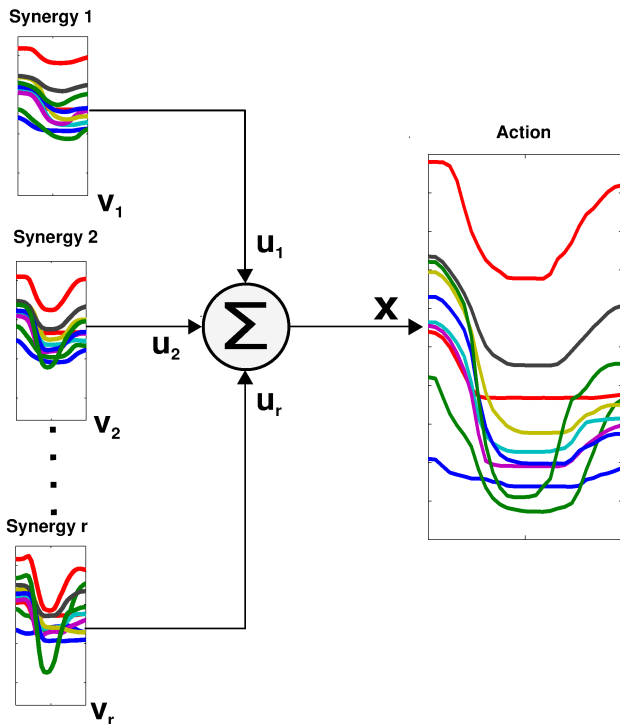 Synergy 1
v1
Synergy 2
v2
Synergy r
vr
u1
u2
ur
Σ
x
Action